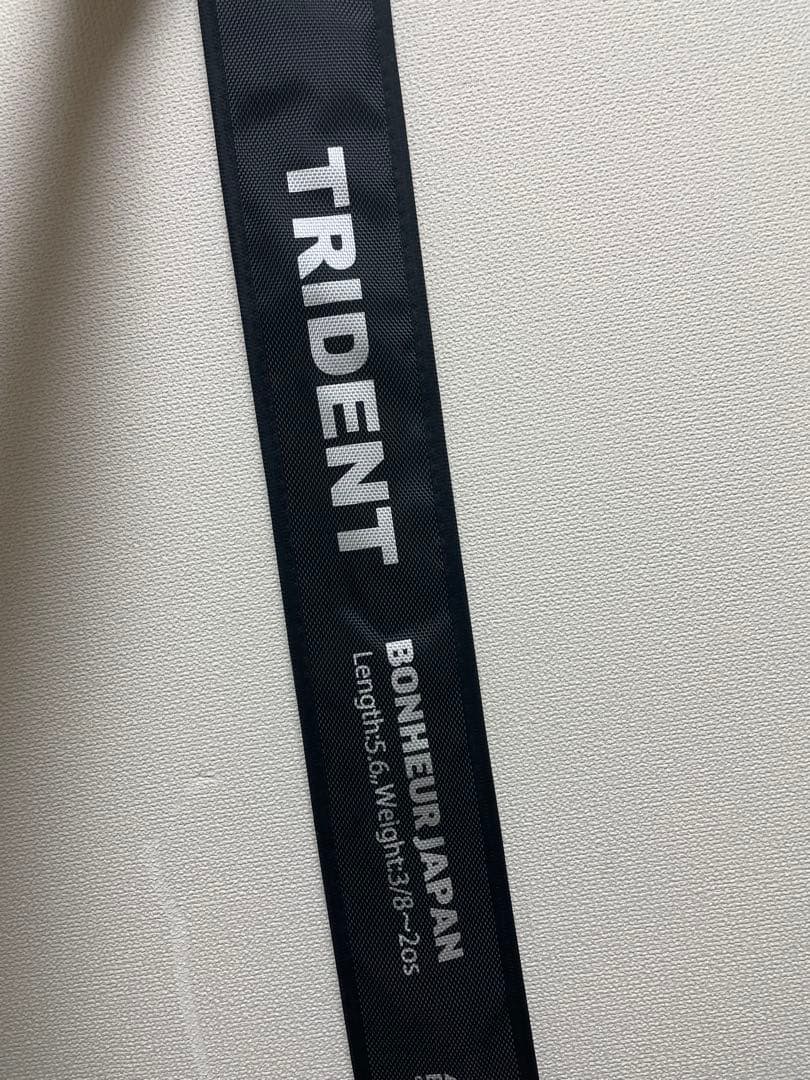 TRIDENT
BONHEUR JAPAN
Length:5.6,,Weight:3/8~2os